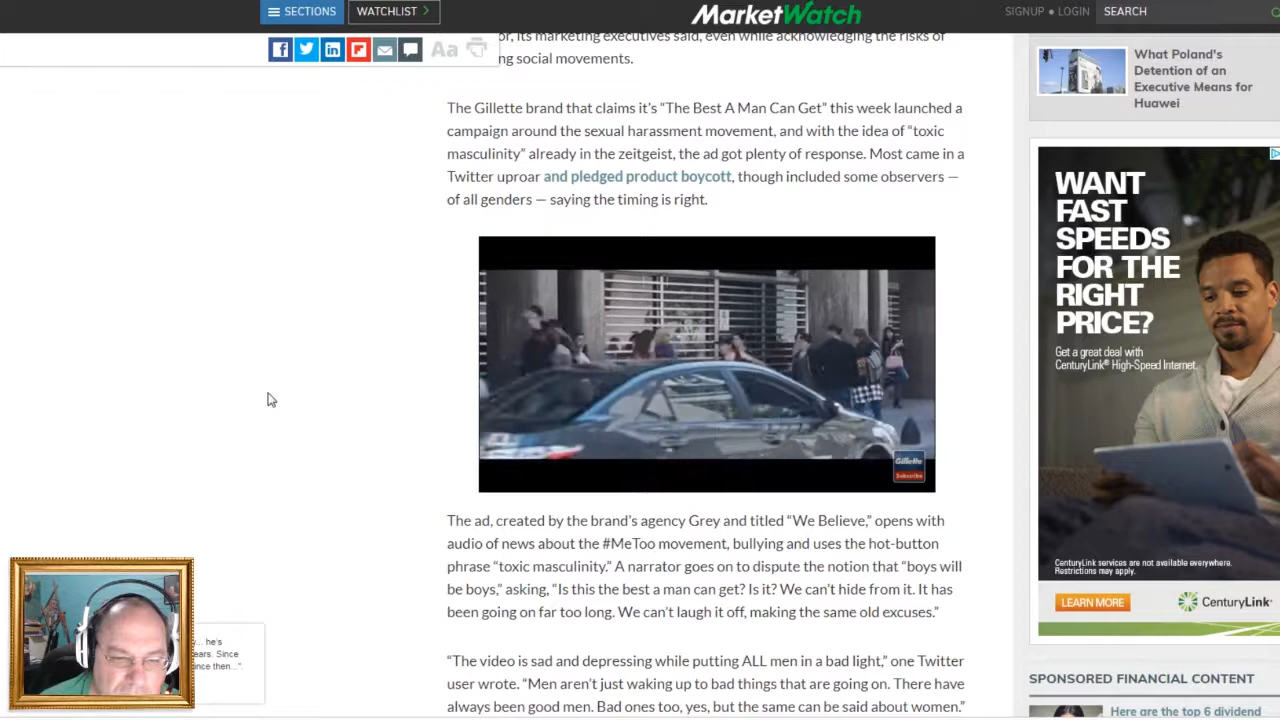 SECTIONS
WATCHLIST
MarketWatch
SIGNUP • LOGIN
SEARCH
Aa
or, its marketing executives said, even while acknowledging the risks of
ng social movements.
The Gillette brand that claims it's “The Best A Man Can Get” this week launched a
campaign around the sexual harassment movement, and with the idea of “toxic
masculinity” already in the zeitgeist, the ad got plenty of response. Most came in a
Twitter uproar and pledged product boycott, though included some observers —
of all genders — saying the timing is right.
Gillette
Subscribe
The ad, created by the brand's agency Grey and titled “We Believe,” opens with
audio of news about the #MeToo movement, bullying and uses the hot-button
phrase “toxic masculinity.” A narrator goes on to dispute the notion that “boys will
be boys,” asking, “Is this the best a man can get? Is it? We can't hide from it. It has
been going on far too long. We can't laugh it off, making the same old excuses.”
“The video is sad and depressing while putting ALL men in a bad light,” one Twitter
user wrote. “Men aren't just waking up to bad things that are going on. There have
always been good men. Bad ones too, yes, but the same can be said about women.”
What Poland's
Detention of an
Executive Means for
Huawei
WANT
FAST
SPEEDS
FOR THE
RIGHT
PRICE?
Get a great deal with
CenturyLink® High-Speed Internet.
CenturyLink services are not available everywhere.
Restrictions may apply.
LEARN MORE
CenturyLink
SPONSORED FINANCIAL CONTENT
Here are the top 6 dividend
... he's
ears. Since
nce then...".